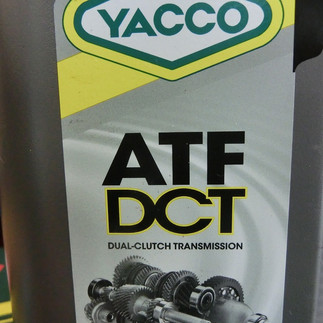 YACCO
ATF
DCT
DUAL-CLUTCH TRANSMISSION